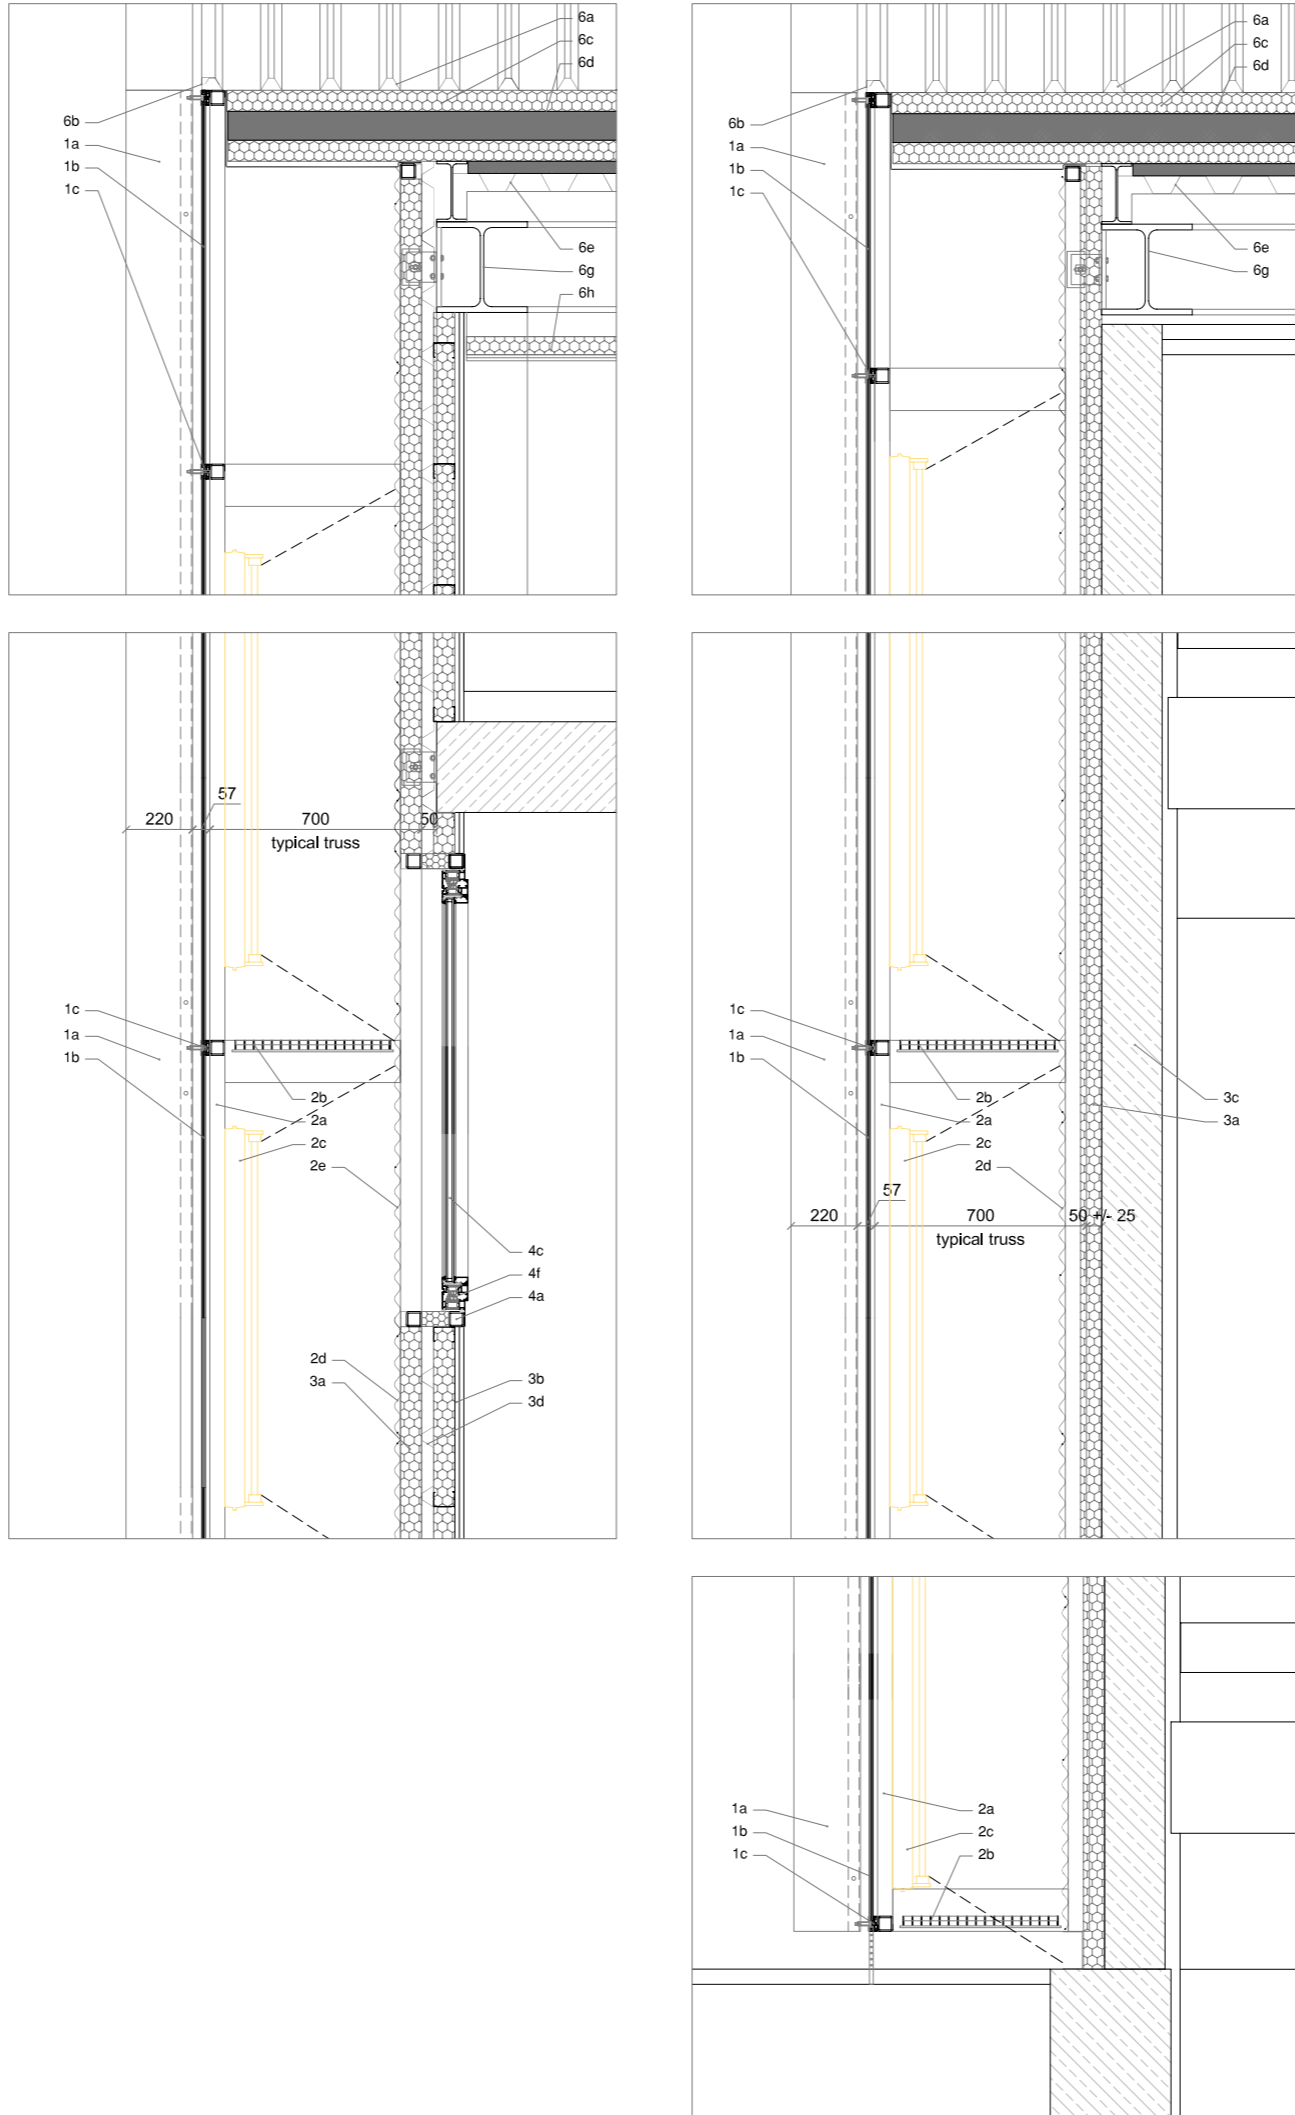 6a
6c
6d
6b
1a
1b
1c
6e
6g
6h
6a
6c
6d
6b
1a
1b
1c
6e
6g
57
220
700
50
typical truss
1c
1a
1b
2b
2a
2c
2e
4c
4f
4a
2d
3a
3b
3d
1c
1a
1b
2b
2a
2c
2d
3c
3a
57
220
700
50 +/- 25
typical truss
1a
1b
1c
2a
2c
2b